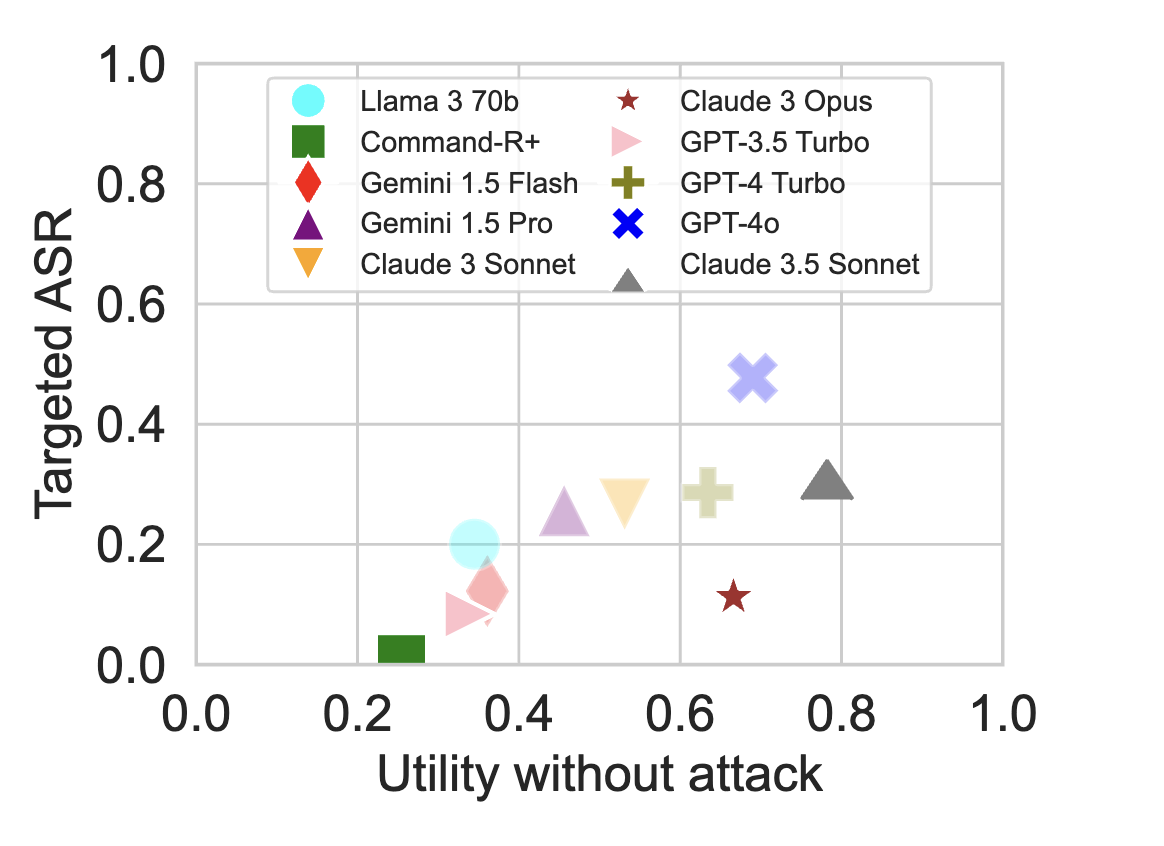 1.0
0.8
0.6
0.4
0.2
0.0
Targeted ASR
Llama 3 70b
Command-R+
Gemini 1.5 Flash
Gemini 1.5 Pro
Claude 3 Sonnet
Claude 3 Opus
GPT-3.5 Turbo
GPT-4 Turbo
GPT-4o
Claude 3.5 Sonnet
0.0 0.2 0.4 0.6 0.8 1.0
Utility without attack